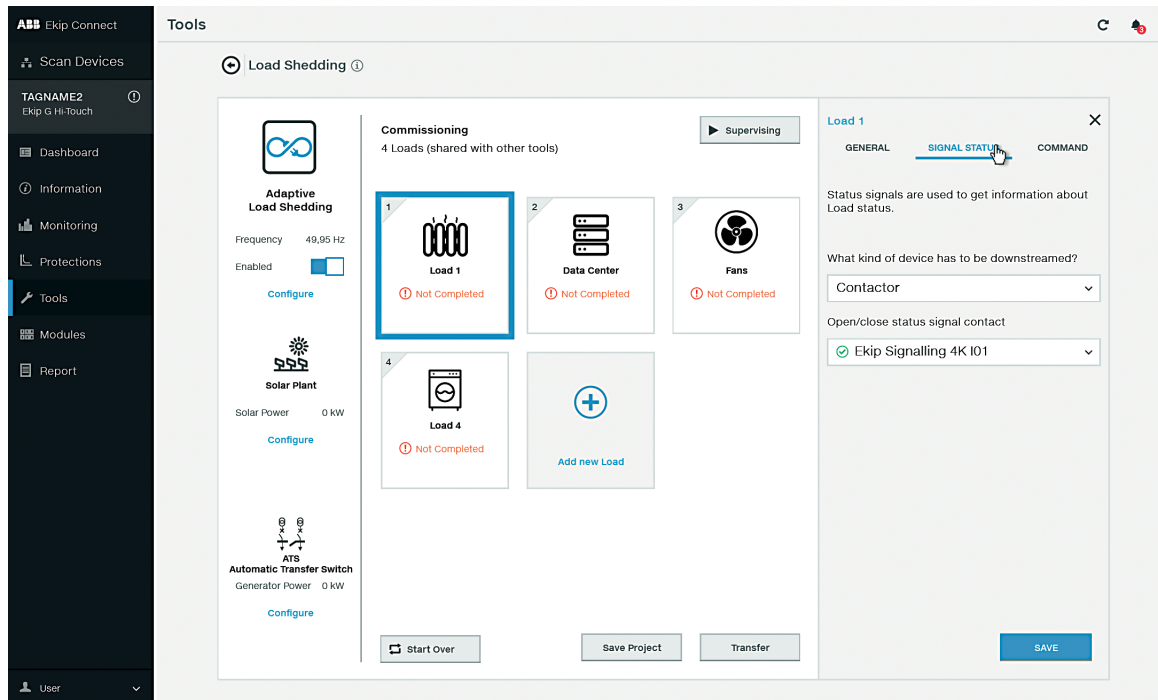 ABB Ekip Connect
Tools
3
Scan Devices
TAGNAME2
Ekip G Hi-Touch
Dashboard
Information
Monitoring
Protections
Tools
Modules
Report
User
Load Shedding
Adaptive
Load Shedding
Frequency 49,95 Hz
Enabled
Configure
Solar Plant
Solar Power 0 kW
Configure
ATS
Automatic Transfer Switch
Generator Power 0 kW
Configure
Commissioning
4 Loads (shared with other tools)
Supervising
1
Load 1
Not Completed
2
Data Center
Not Completed
3
Fans
Not Completed
4
Load 4
Not Completed
Add new Load
Start Over
Save Project
Transfer
Load 1
GENERAL
SIGNAL STATUS
COMMAND
Status signals are used to get information about
Load status.
What kind of device has to be downstreamed?
Contactor
Open/close status signal contact
Ekip Signalling 4K I01
SAVE